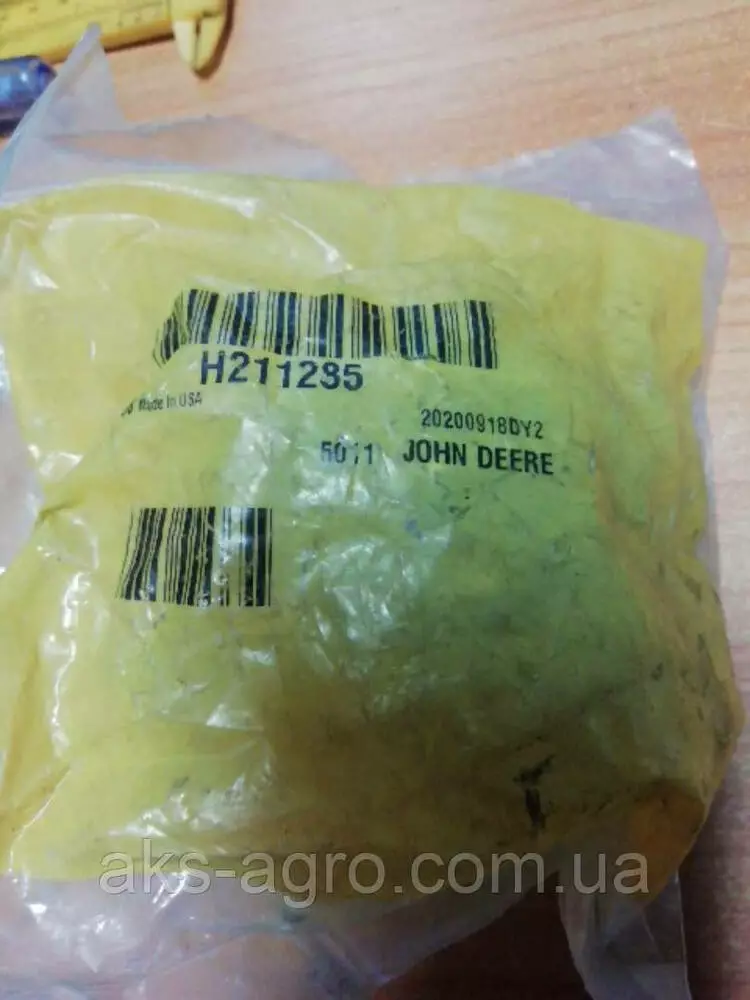 H211285
Made In USA
20200918DY2
5011 JOHN DEERE
aks-agro.com.ua